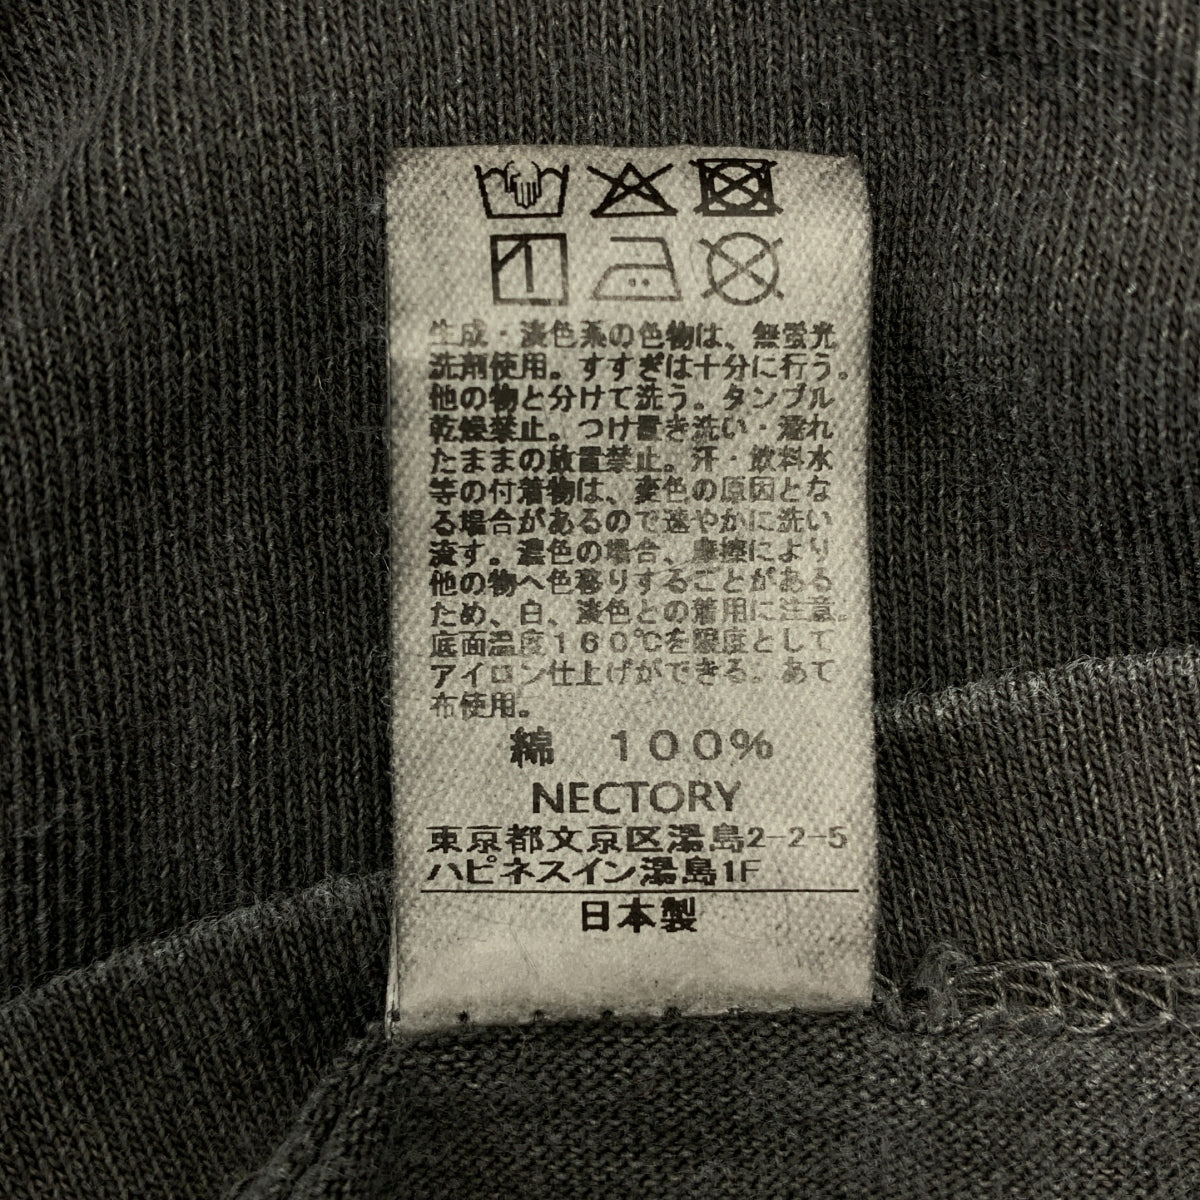 生成・淡色系の色物は、無蛍光
洗剤使用。すすぎは十分に行う。
他の物と分けて洗う。タンブル
乾燥禁止。つけ置き洗い・濡れ
たままの放置禁止。汗・飲料水
等の付着物は、変色の原因とな
る場合があるので速やかに洗い
流す。濃色の場合、摩擦により
他の物へ色移りすることがある
ため、白、淡色との着用に注意。
底面温度160℃を限度として
アイロン仕上げができる。あて
布使用。
綿 100%
NECTORY
東京都文京区湯島2-2-5
ハピネスイン湯島1F
日本製